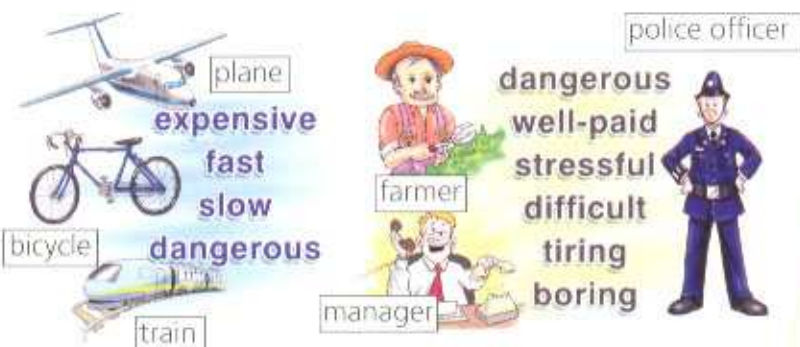 plane
expensive
fast
slow
bicycle
dangerous
train
police officer
dangerous
well-paid
stressful
farmer
difficult
tiring
manager
boring